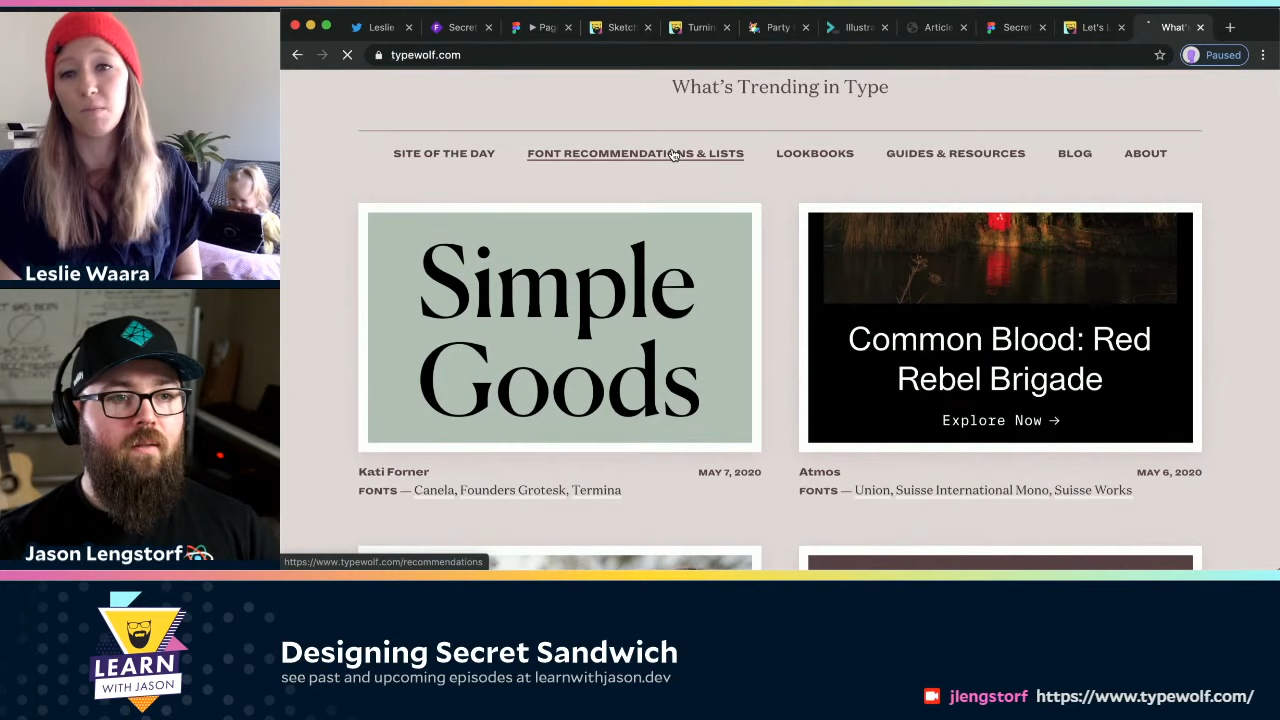 Leslie Waara
Jason Lengstorf
Leslie
Secret
Pag
Sketch
Turning
Party
Illustra
Article
Secre
Let's L
What'
typewolf.com
Paused
What's Trending in Type
SITE OF THE DAY
FONT RECOMMENDATIONS & LISTS
LOOKBOOKS
GUIDES & RESOURCES
BLOG
ABOUT
Simple
Goods
Kati Forner
MAY 7, 2020
FONTS — Canela, Founders Grotesk, Termina
Common Blood: Red
Rebel Brigade
Explore Now →
Atmos
MAY 6, 2020
FONTS — Union, Suisse International Mono, Suisse Works
https://www.typewolf.com/recommendations
LEARN
WITH JASON
Designing Secret Sandwich
see past and upcoming episodes at learnwithjason.dev
jlengstorf https://www.typewolf.com/